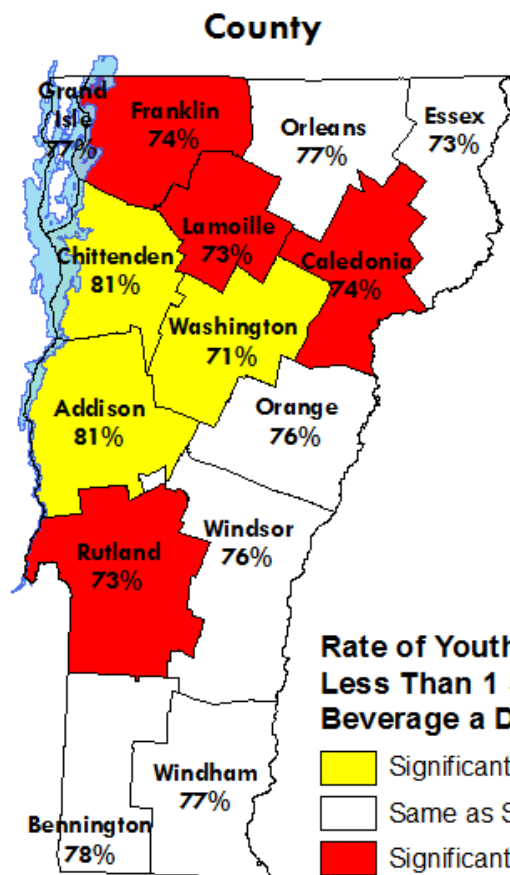 County
Grand
Isle
77%
Franklin
74%
Orleans
77%
Essex
73%
Lamoille
73%
Chittenden
81%
Caledonia
74%
Washington
71%
Addison
81%
Orange
76%
Windsor
76%
Rutland
73%
Rate of Youth
Less Than 1
Beverage a D
Significant
Same as S
Significant
Windham
77%
Bennington
78%